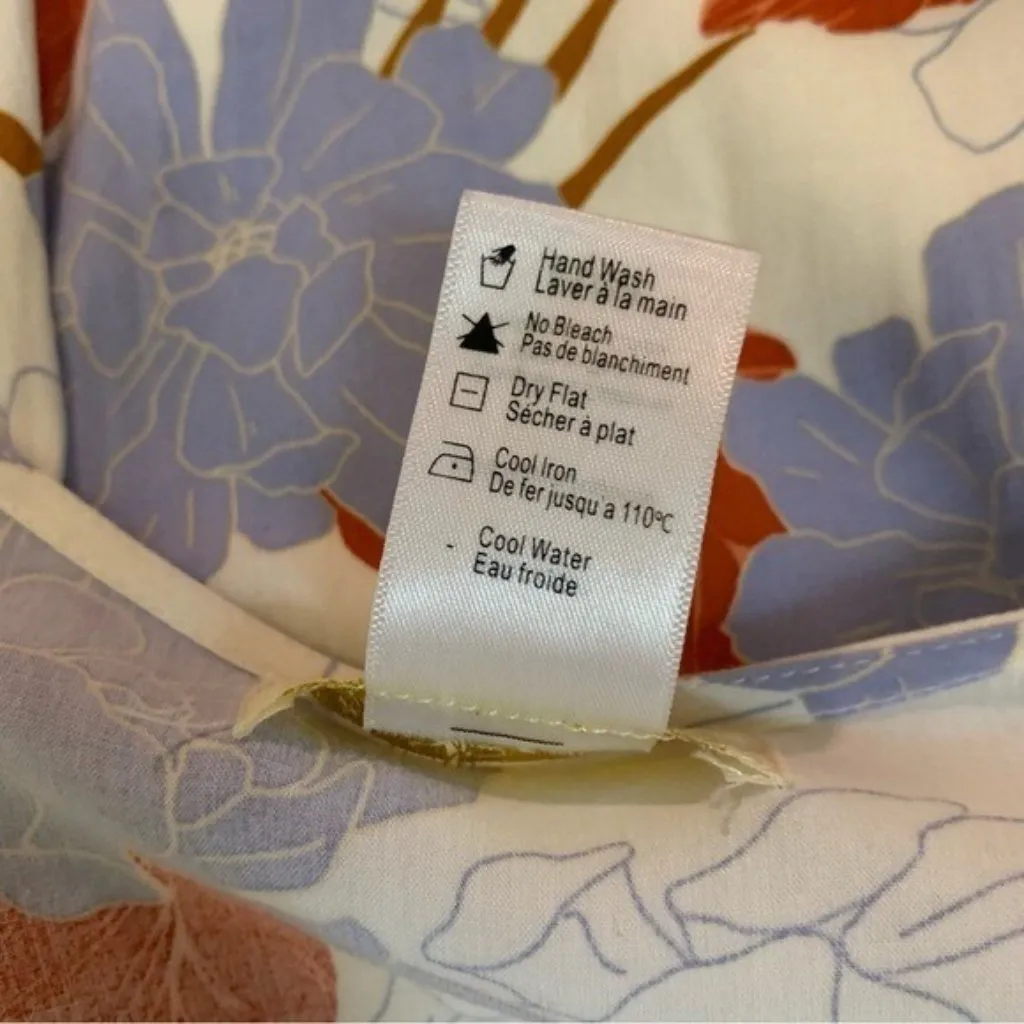 Hand Wash
Laver à la main
No Bleach
Pas de blanchiment
Dry Flat
Sécher à plat
Cool Iron
De fer jusqu'a 110°C
- Cool Water
Eau froide